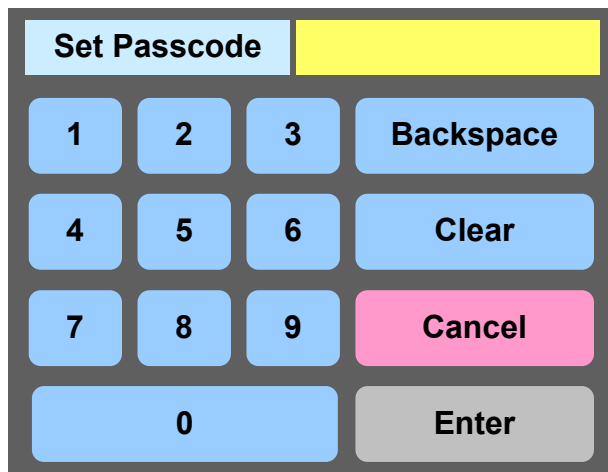 Set Passcode
1 2 3 Backspace
4 5 6 Clear
7 8 9 Cancel
0 Enter